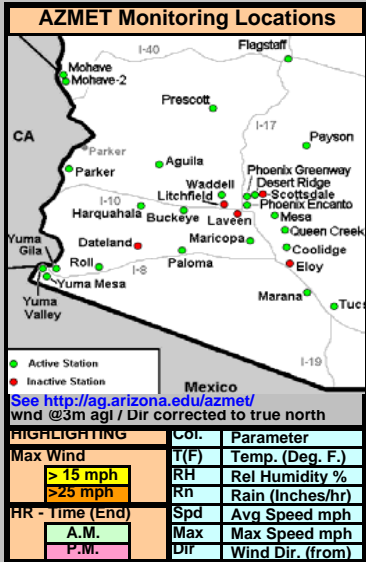 AZMET Monitoring Locations
Flagstaff
I-40
Mohave
Mohave-2
Prescott
I-17
CA
Payson
Parker
Aguila
Parker
Phoenix Greenway
Desert Ridge
Waddell
Scottsdale
Litchfield
I-10
Phoenix Encanto
Harquahala
Buckeye
Laveen
Mesa
Queen Creek
Yuma
Gila
Dateland
Maricopa
Coolidge
Roll
I-8
Paloma
Eloy
Yuma Mesa
Yuma
Valley
Marana
Tucs
I-19
Active Station
Inactive Station
Mexico
See http://ag.arizona.edu/azmet/
wnd @3m agl / Dir corrected to true north
HIGHLIGHTING Col. Parameter
Max Wind T(F) Temp. (Deg. F.)
> 15 mph RH Rel Humidity %
>25 mph Rn Rain (Inches/hr)
HR - Time (End) Spd Avg Speed mph
A.M. Max Max Speed mph
P.M. Dir Wind Dir. (from)